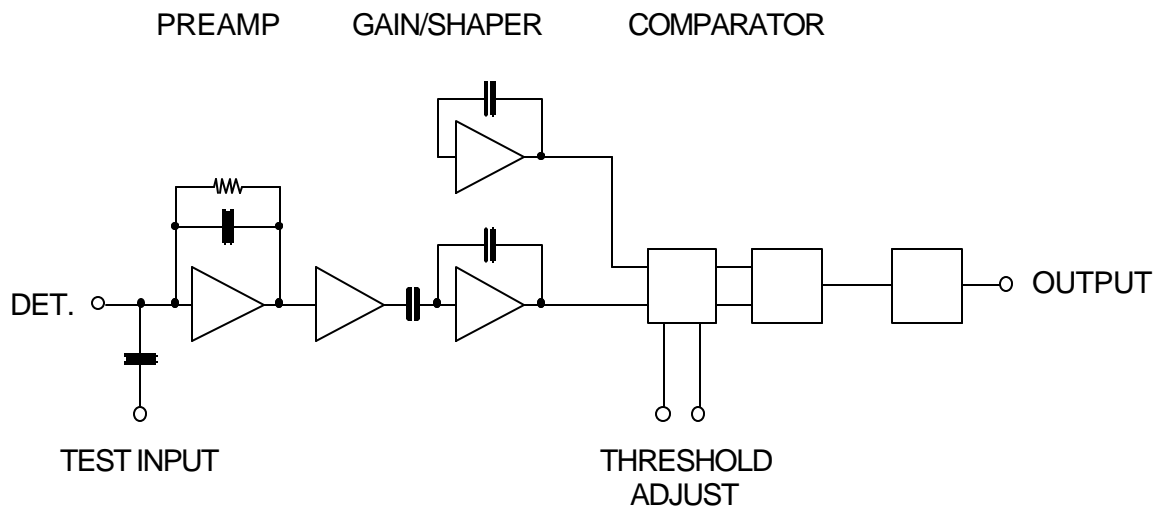 PREAMP GAIN/SHAPER COMPARATOR
DET.
OUTPUT
TEST INPUT
THRESHOLD
ADJUST